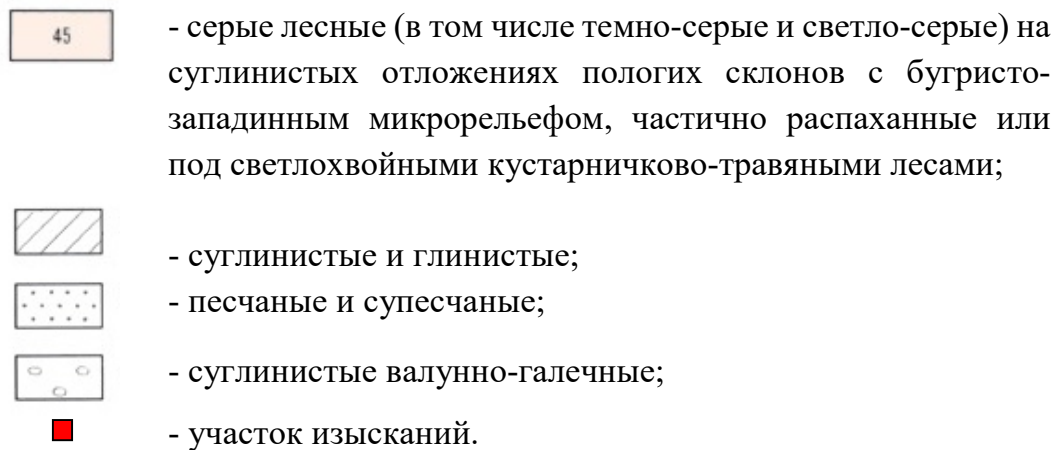 45
- серые лесные (в том числе темно-серые и светло-серые) на
суглинистых отложениях пологих склонов с бугристо-
западинным микрорельефом, частично распаханные или
под светлохвойными кустарничково-травяными лесами;
- суглинистые и глинистые;
- песчаные и супесчаные;
- суглинистые валунно-галечные;
- участок изысканий.